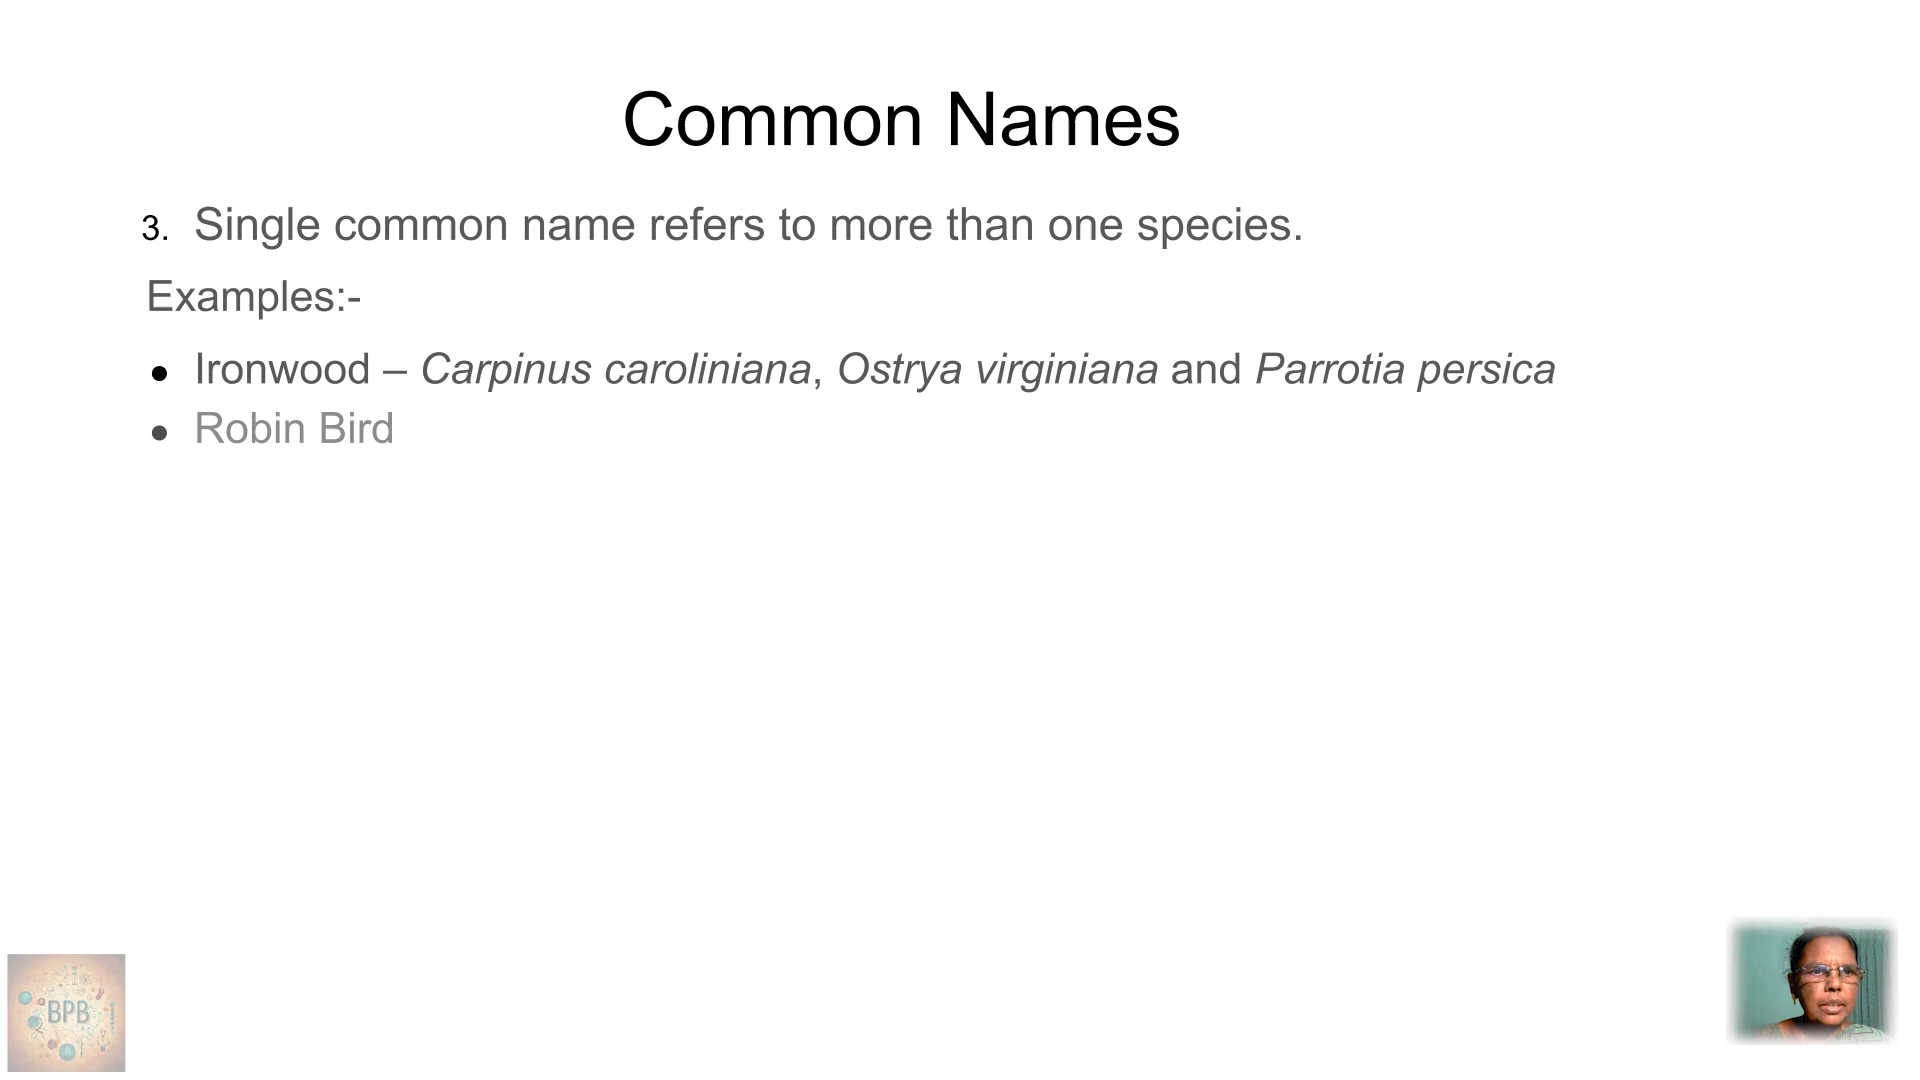 Common Names
3. Single common name refers to more than one species.
Examples:-
● Ironwood – Carpinus caroliniana, Ostrya virginiana and Parrotia persica
● Robin Bird
BPB